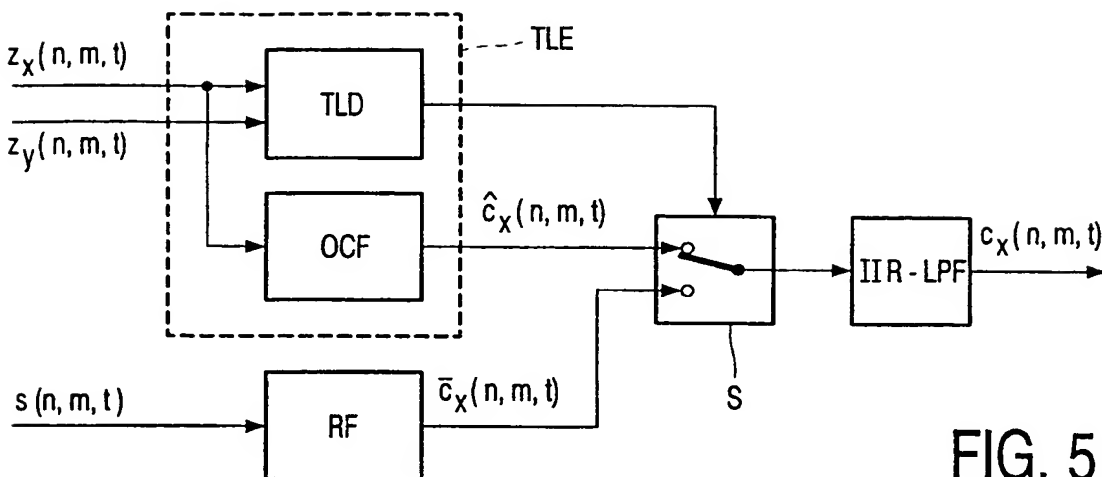 z_x(n, m, t)
TLE
TLD
z_y(n, m, t)
OCF
ĉ_x(n, m, t)
c_x(n, m, t)
IIR-LPF
S
s(n, m, t)
RF
c̄_x(n, m, t)
FIG. 5